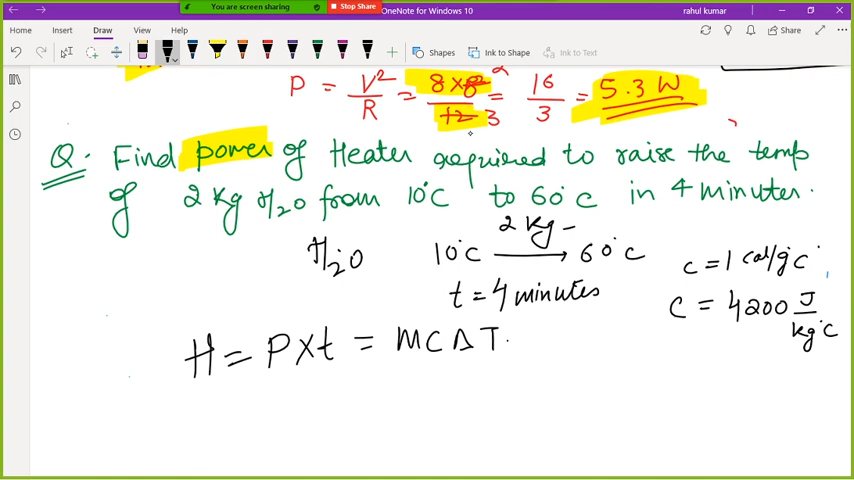 You are screen sharing
Stop Share
OneNote for Windows 10
rahul kumar
Home Insert Draw View Help
Share
Shapes Ink to Shape Ink to Text
P = V²/R = 8×8/12 = 16/3 = 5.3 W
2
3
Q. Find power of Heater required to raise the temp
of 2 Kg H₂O from 10°C to 60°C in 4 minutes.
H₂O 10°C → 60°C
2 Kg
t = 4 minutes
c = 1 cal/g°C
C = 4200 J/kg°C
H = P×t = MCΔT.